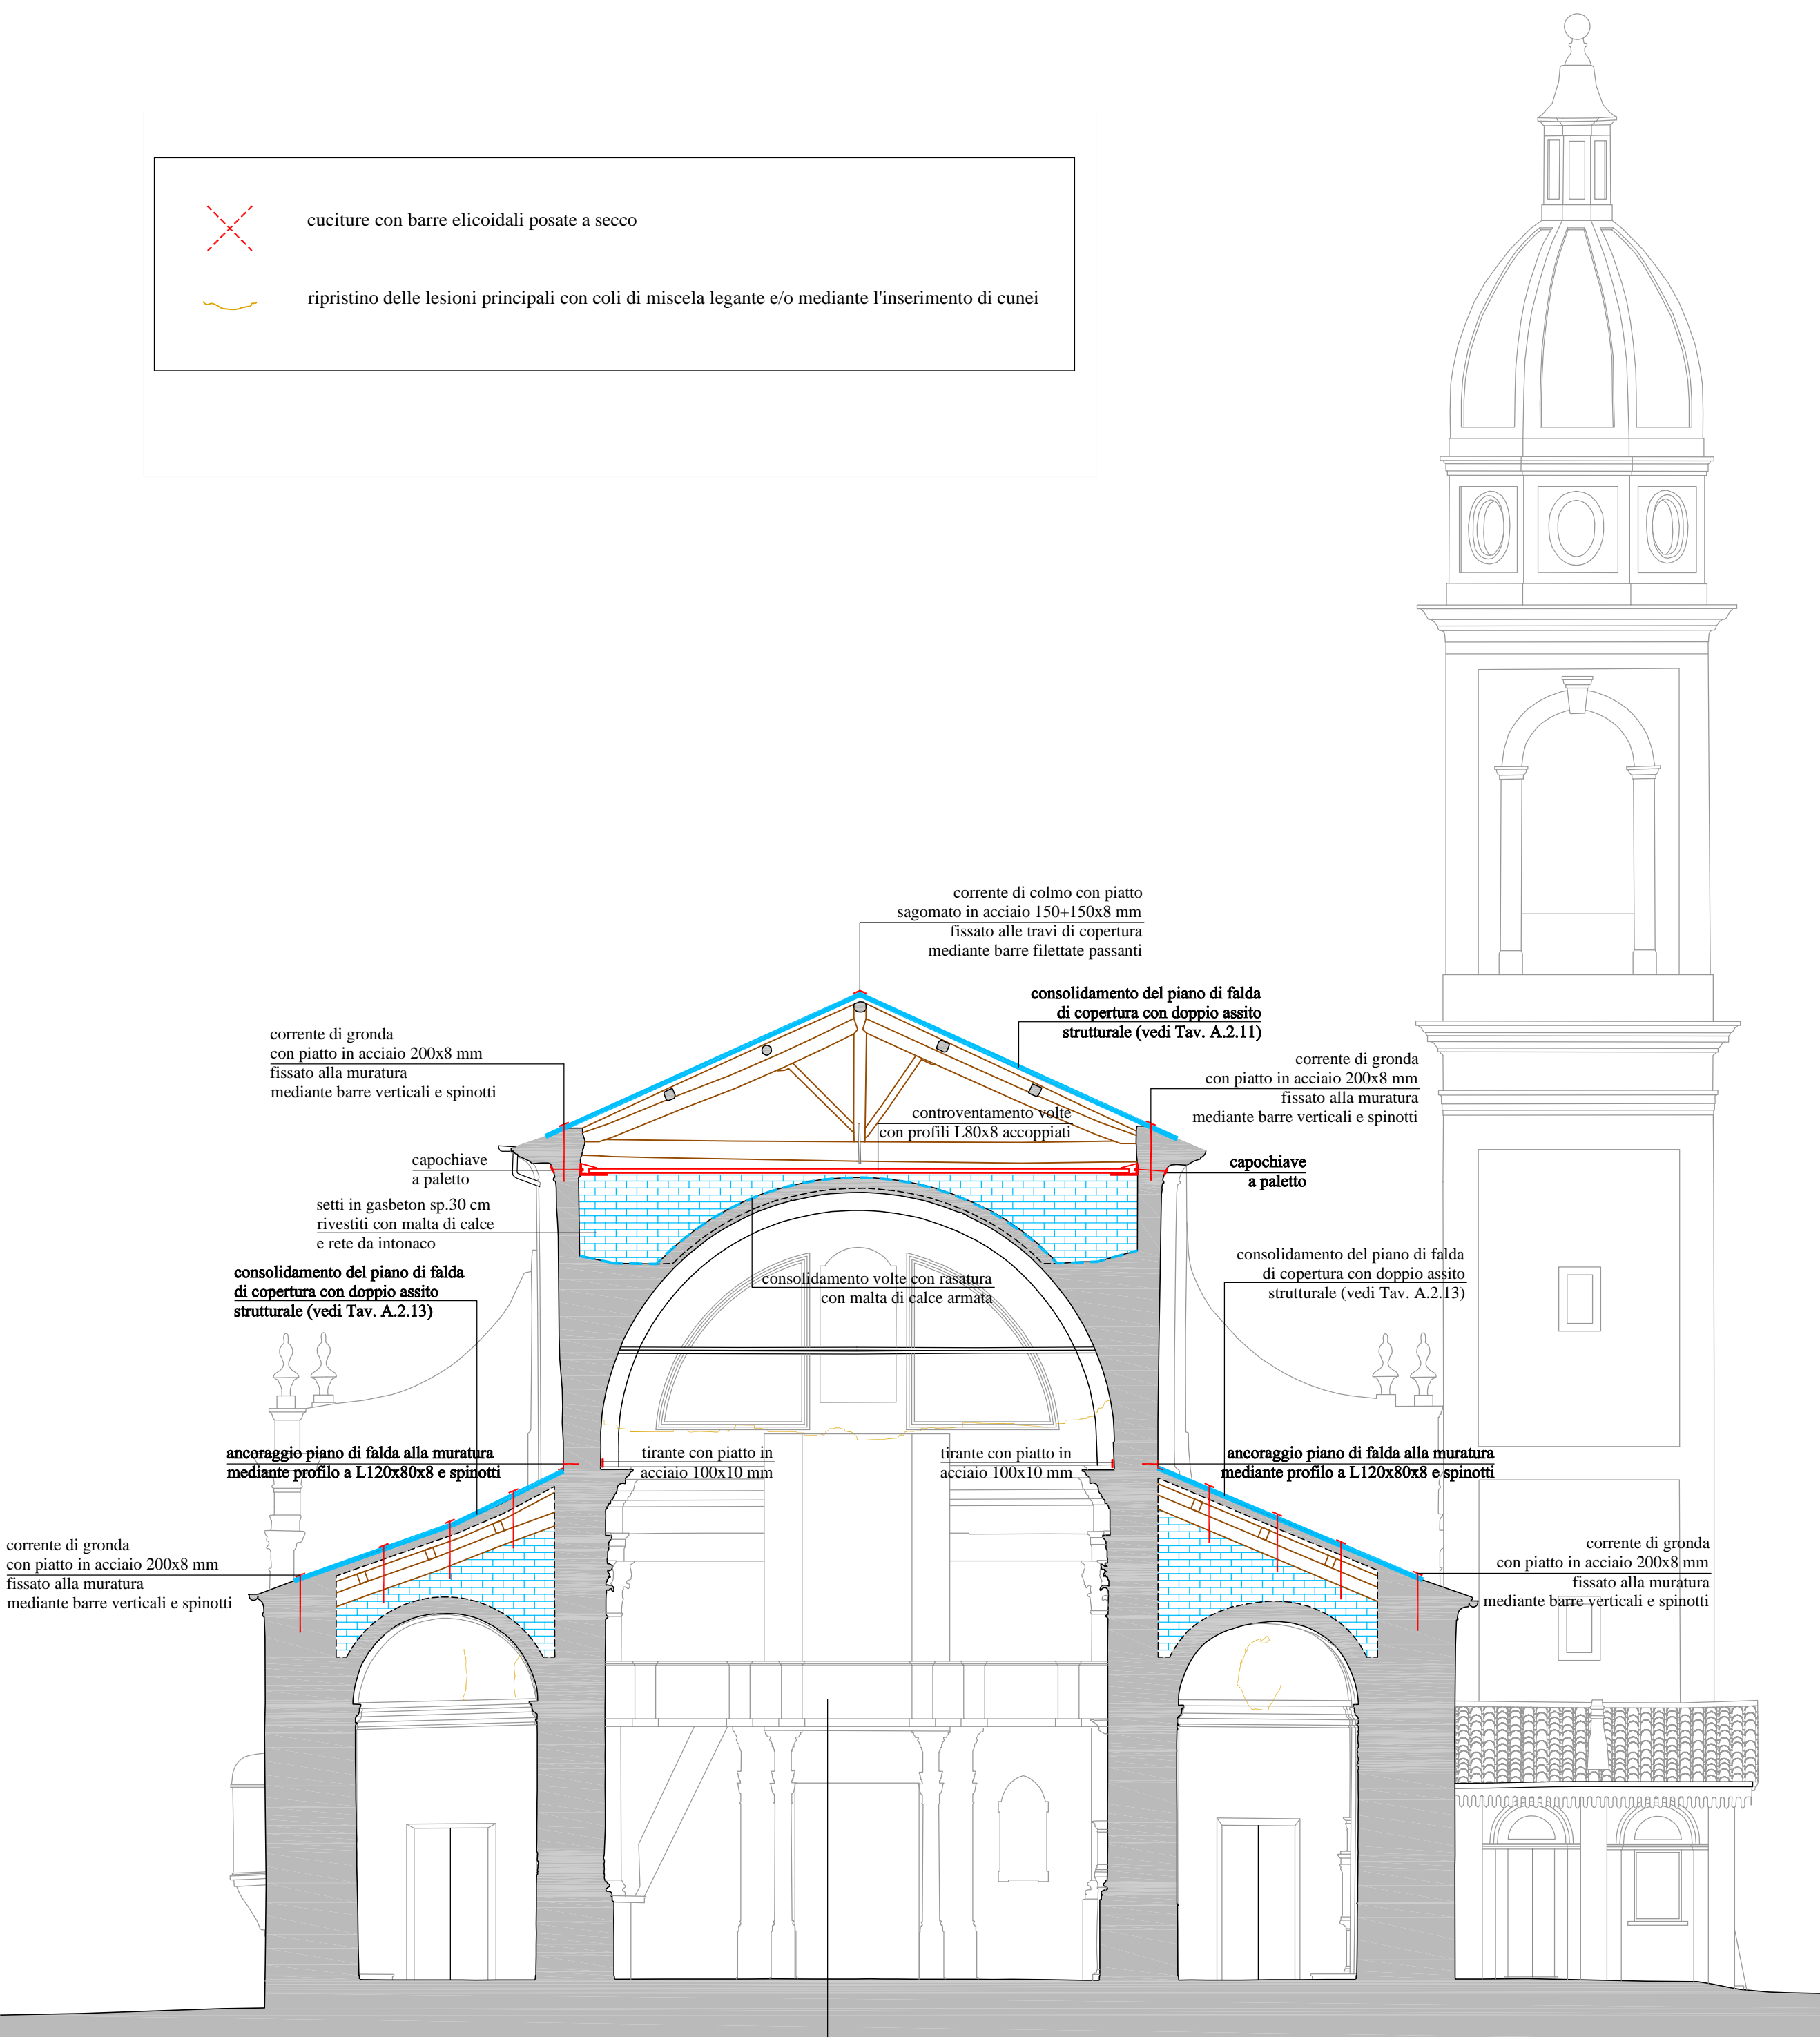 cuciture con barre elicoidali posate a secco
ripristino delle lesioni principali con coli di miscela legante e/o mediante l'inserimento di cunei
corrente di colmo con piatto
sagomato in acciaio 150+150x8 mm
fissato alle travi di copertura
mediante barre filettate passanti
consolidamento del piano di falda
di copertura con doppio assito
strutturale (vedi Tav. A.2.11)
corrente di gronda
con piatto in acciaio 200x8 mm
fissato alla muratura
mediante barre verticali e spinotti
corrente di gronda
con piatto in acciaio 200x8 mm
fissato alla muratura
mediante barre verticali e spinotti
controventamento volte
con profili L80x8 accoppiati
capochiave
a paletto
capochiave
a paletto
setti in gasbeton sp.30 cm
rivestiti con malta di calce
e rete da intonaco
consolidamento volte con rasatura
con malta di calce armata
consolidamento del piano di falda
di copertura con doppio assito
strutturale (vedi Tav. A.2.13)
consolidamento del piano di falda
di copertura con doppio assito
strutturale (vedi Tav. A.2.13)
ancoraggio piano di falda alla muratura
mediante profilo a L120x80x8 e spinotti
tirante con piatto in
acciaio 100x10 mm
tirante con piatto in
acciaio 100x10 mm
ancoraggio piano di falda alla muratura
mediante profilo a L120x80x8 e spinotti
corrente di gronda
con piatto in acciaio 200x8 mm
fissato alla muratura
mediante barre verticali e spinotti
corrente di gronda
con piatto in acciaio 200x8 mm
fissato alla muratura
mediante barre verticali e spinotti